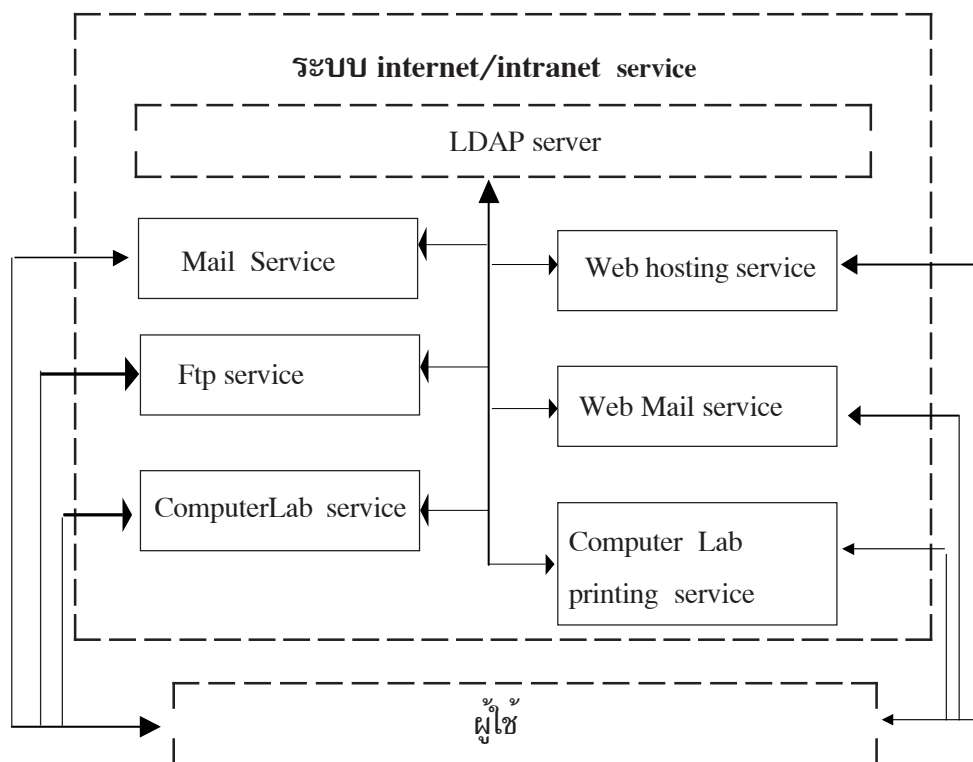 ระบบ internet/intranet service
LDAP server
Mail Service
Web hosting service
Ftp service
Web Mail service
ComputerLab service
Computer Lab
printing service
ผู้ใช้